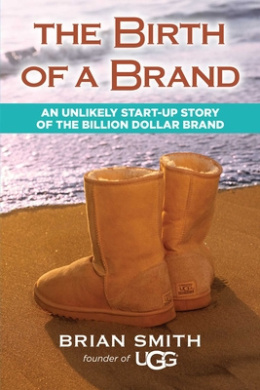 THE BIRTH
OF A BRAND
AN UNLIKELY START-UP STORY
OF THE BILLION DOLLAR BRAND
BRIAN SMITH
founder of UGG